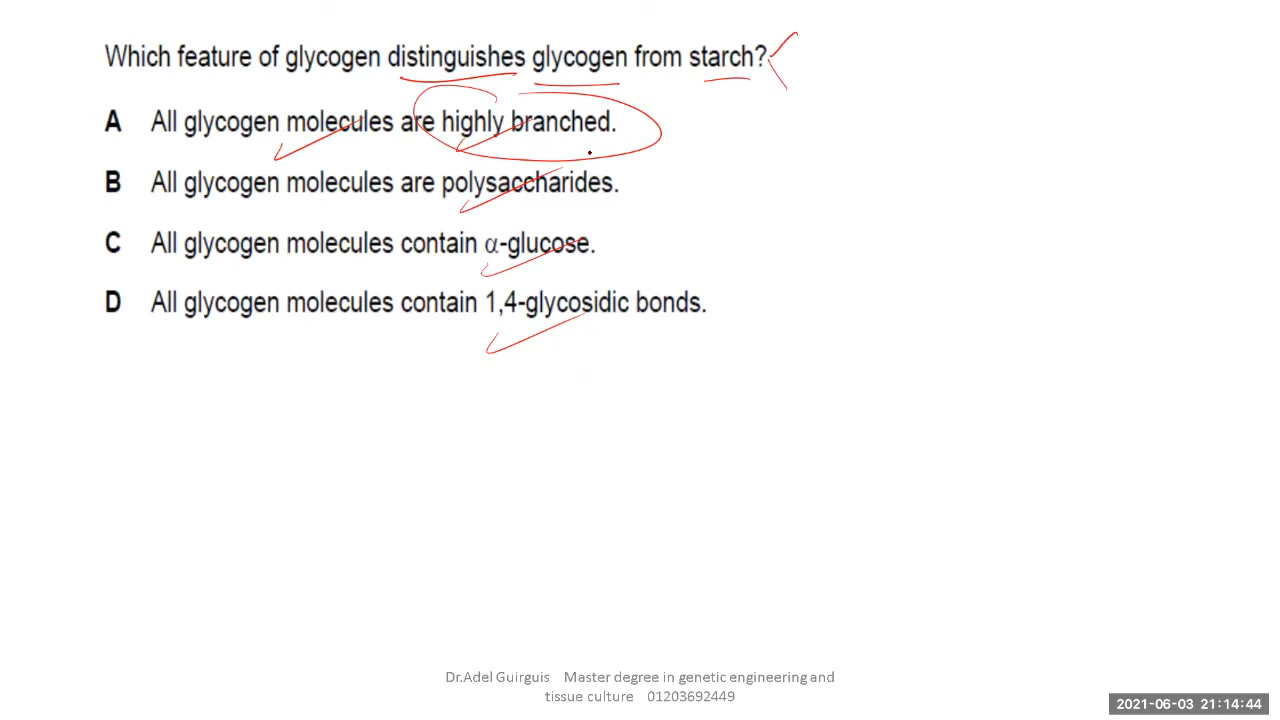 Which feature of glycogen distinguishes glycogen from starch?
A All glycogen molecules are highly branched.
B All glycogen molecules are polysaccharides.
C All glycogen molecules contain α-glucose.
D All glycogen molecules contain 1,4-glycosidic bonds.
Dr.Adel Guirguis Master degree in genetic engineering and
tissue culture 01203692449
2021-06-03 21:14:44